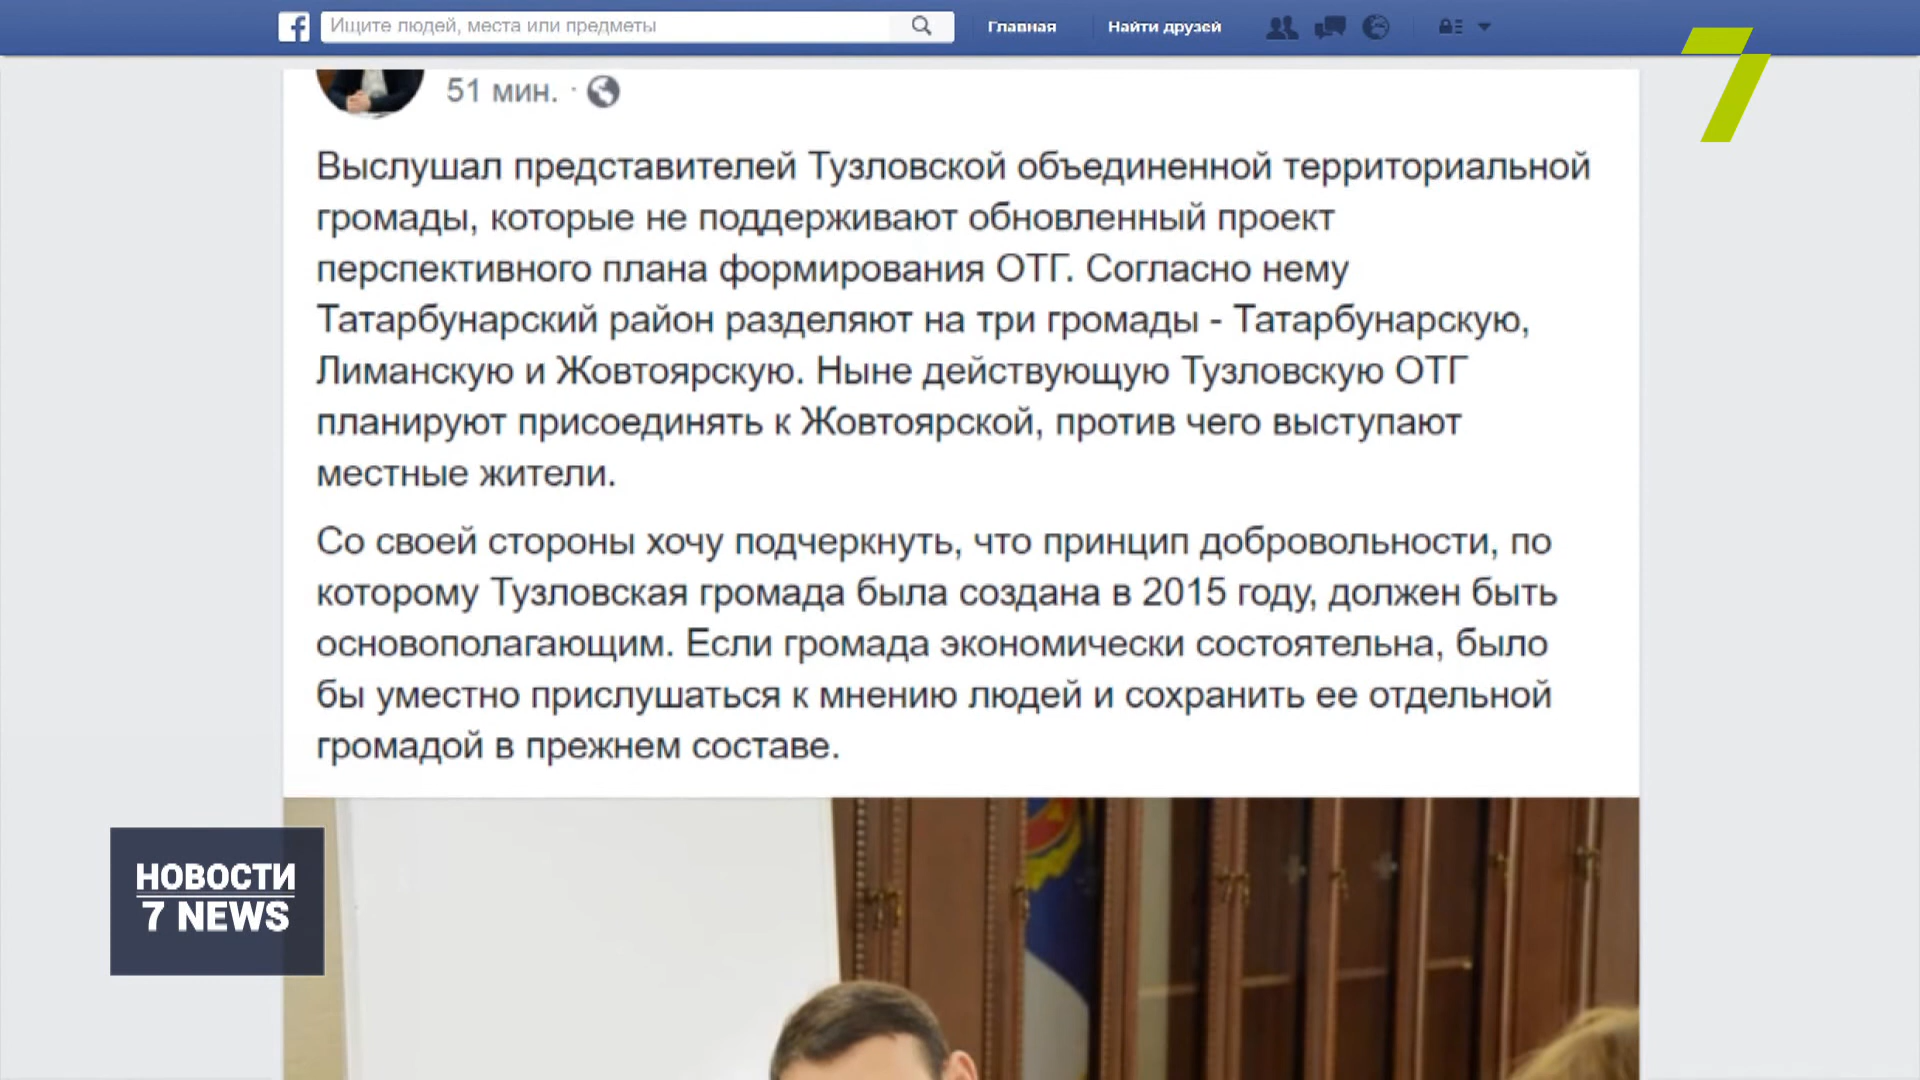 Ищите людей, места или предметы
Главная
Найти друзей
7
51 мин. ·
Выслушал представителей Тузловской объединенной территориальной
громады, которые не поддерживают обновленный проект
перспективного плана формирования ОТГ. Согласно нему
Татарбунарский район разделяют на три громады - Татарбунарскую,
Лиманскую и Жовтоярскую. Ныне действующую Тузловскую ОТГ
планируют присоединять к Жовтоярской, против чего выступают
местные жители.
Со своей стороны хочу подчеркнуть, что принцип добровольности, по
которому Тузловская громада была создана в 2015 году, должен быть
основополагающим. Если громада экономически состоятельна, было
бы уместно прислушаться к мнению людей и сохранить ее отдельной
громадой в прежнем составе.
НОВОСТИ
7 NEWS